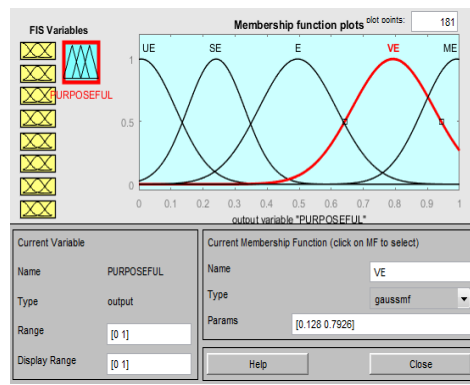 FIS Variables
Membership function plots
plot points:
181
PURPOSEFUL
UE SE E VE ME
1
0.5
0
0 0.1 0.2 0.3 0.4 0.5 0.6 0.7 0.8 0.9 1
output variable "PURPOSEFUL"
Current Variable
Name PURPOSEFUL
Type output
Range [0 1]
Display Range [0 1]
Current Membership Function (click on MF to select)
Name VE
Type gaussmf
Params [0.128 0.7926]
Help Close